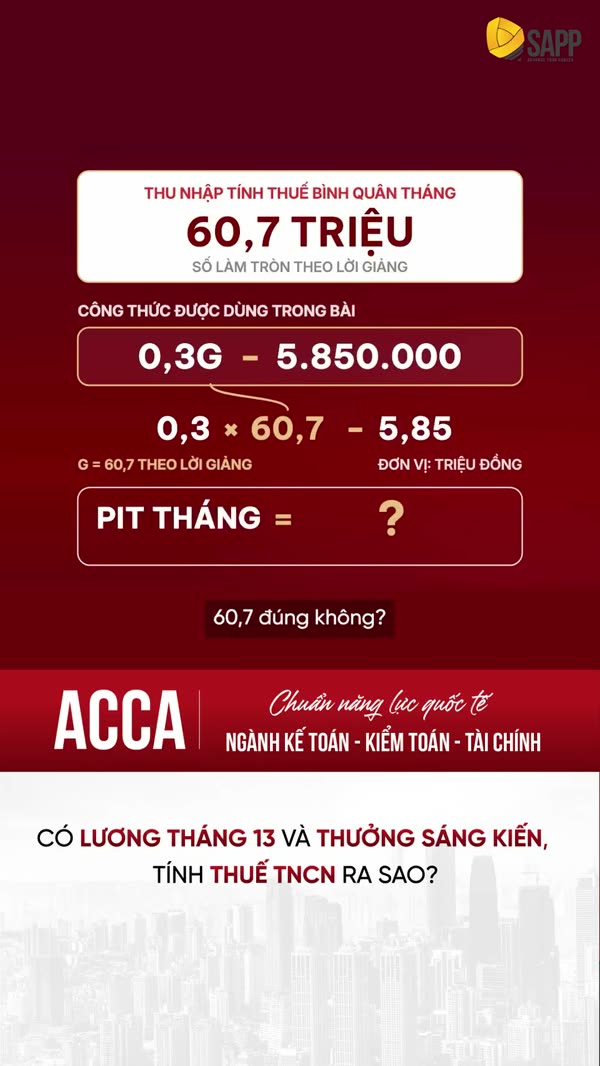 SAPP
THU NHẬP TÍNH THUẾ BÌNH QUÂN THÁNG
60,7 TRIỆU
SỐ LÀM TRÒN THEO LỜI GIẢNG
CÔNG THỨC ĐƯỢC DÙNG TRONG BÀI
0,3G - 5.850.000
0,3 × 60,7 - 5,85
G = 60,7 THEO LỜI GIẢNG
ĐƠN VỊ: TRIỆU ĐỒNG
PIT THÁNG = ?
60,7 đúng không?
ACCA
Chuẩn năng lực quốc tế
NGÀNH KẾ TOÁN - KIỂM TOÁN - TÀI CHÍNH
CÓ LƯƠNG THÁNG 13 VÀ THƯỞNG SÁNG KIẾN,
TÍNH THUẾ TNCN RA SAO?